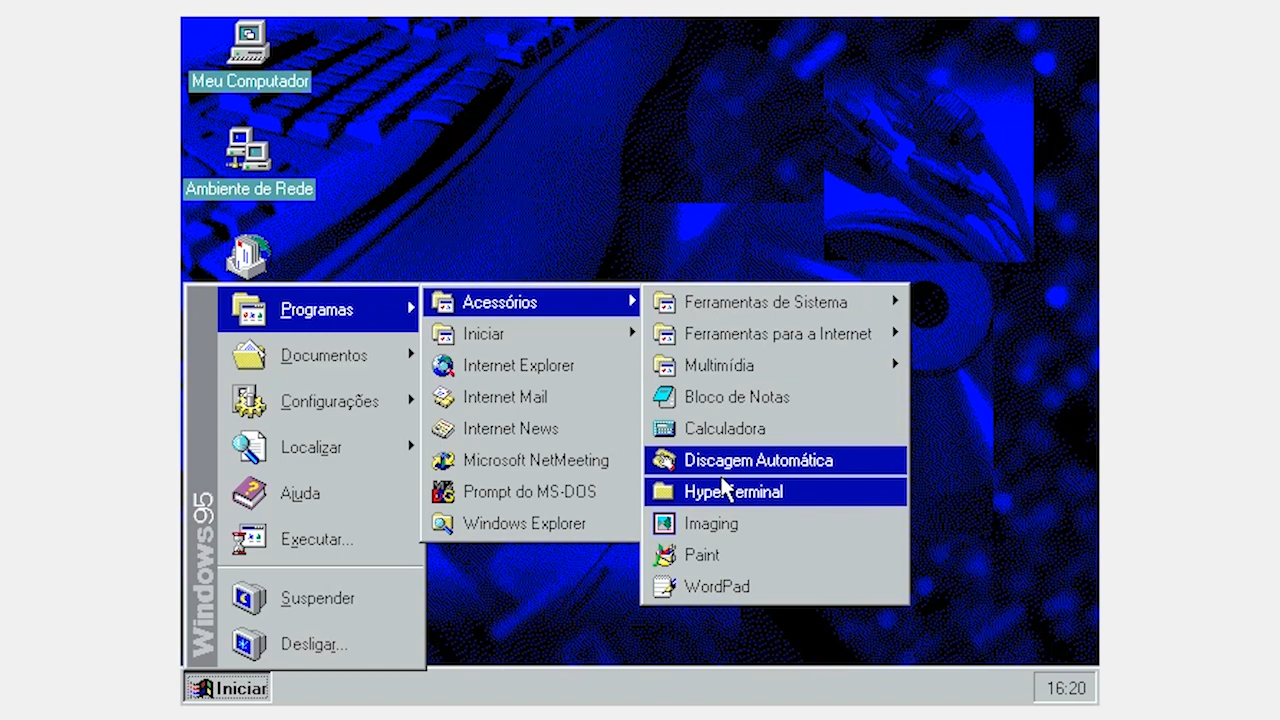 Meu Computador
Ambiente de Rede
Programas
Documentos
Configurações
Localizar
Ajuda
Executar...
Suspender
Desligar...
Windows95
Acessórios
Iniciar
Internet Explorer
Internet Mail
Internet News
Microsoft NetMeeting
Prompt do MS-DOS
Windows Explorer
Ferramentas de Sistema
Ferramentas para a Internet
Multimídia
Bloco de Notas
Calculadora
Discagem Automática
HyperTerminal
Imaging
Paint
WordPad
Iniciar
16:20